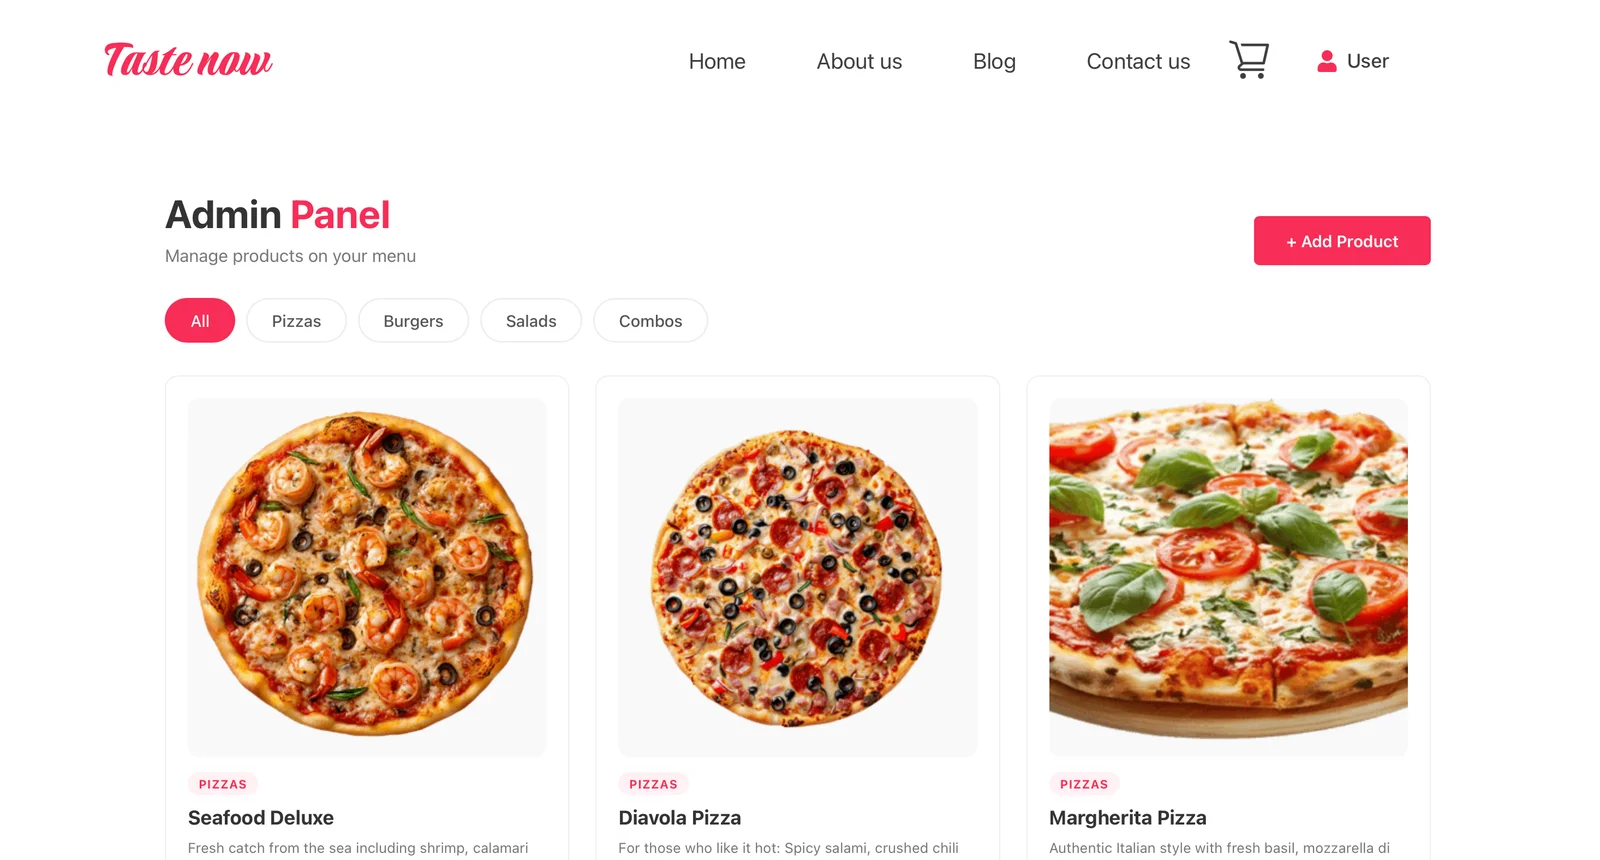 Taste now
Home
About us
Blog
Contact us
User
Admin Panel
Manage products on your menu
+ Add Product
All
Pizzas
Burgers
Salads
Combos
PIZZAS
Seafood Deluxe
Fresh catch from the sea including shrimp, calamari
PIZZAS
Diavola Pizza
For those who like it hot: Spicy salami, crushed chili
PIZZAS
Margherita Pizza
Authentic Italian style with fresh basil, mozzarella di